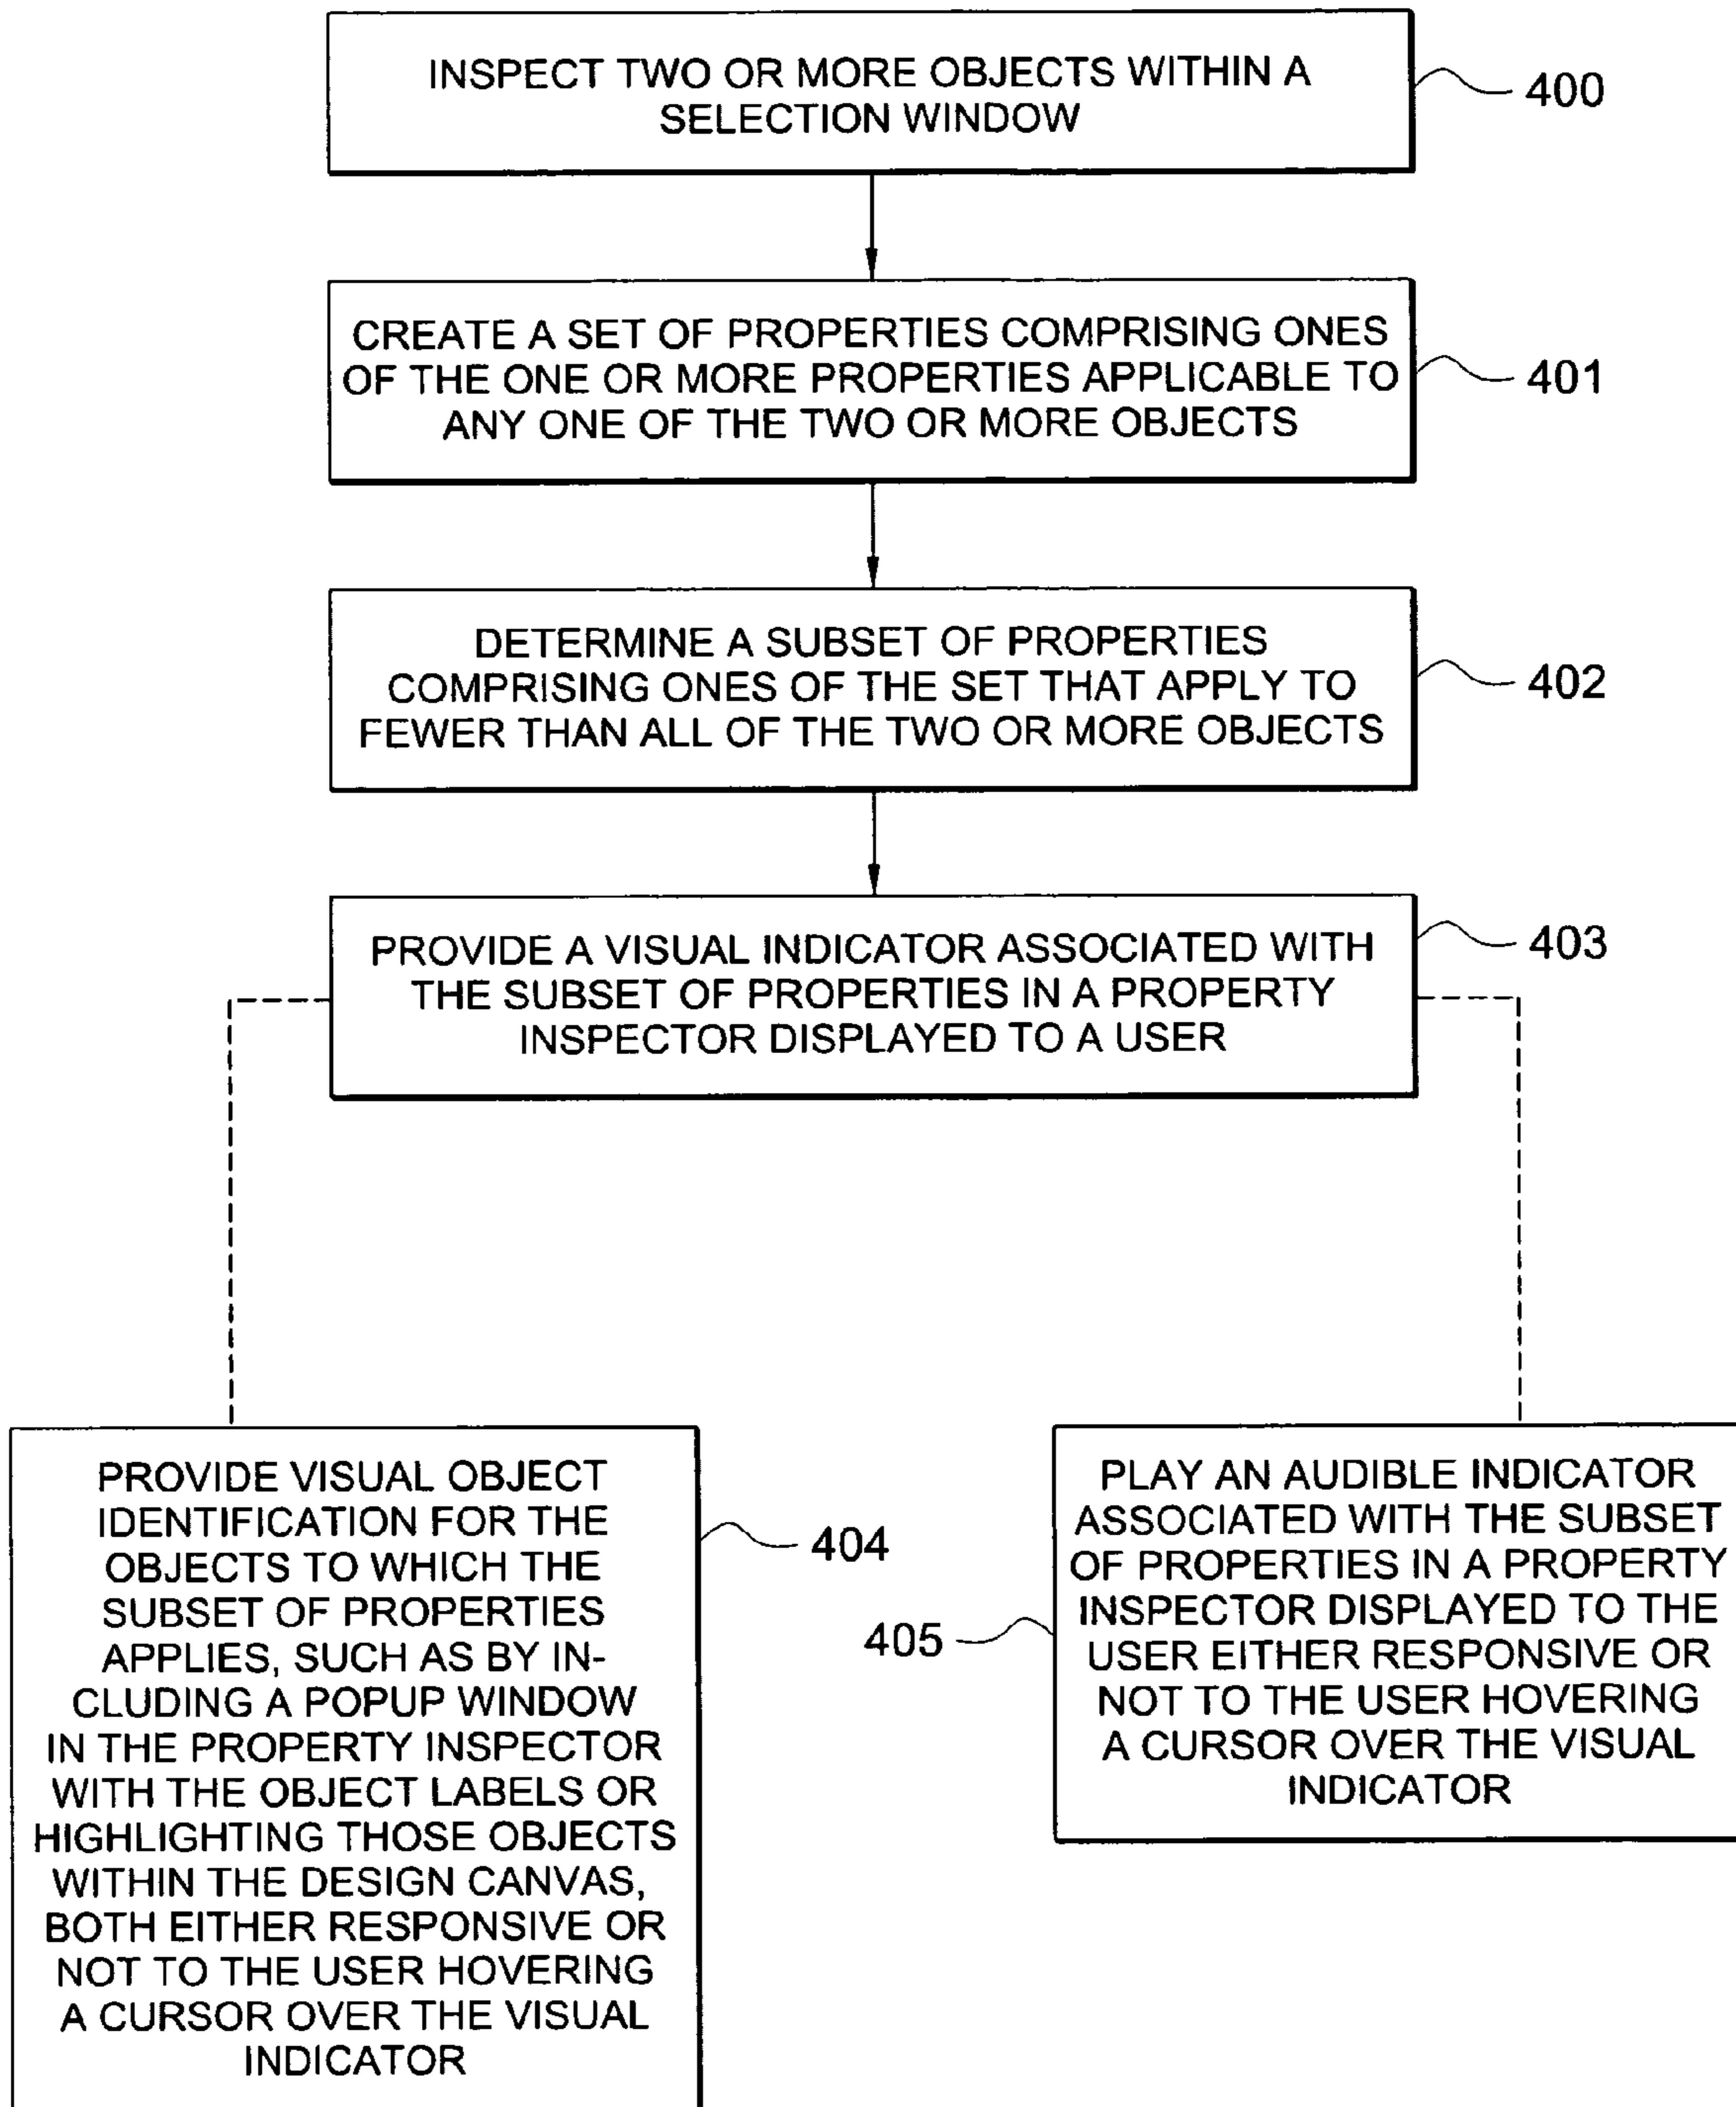 INSPECT TWO OR MORE OBJECTS WITHIN A
SELECTION WINDOW
400
CREATE A SET OF PROPERTIES COMPRISING ONES
OF THE ONE OR MORE PROPERTIES APPLICABLE TO
ANY ONE OF THE TWO OR MORE OBJECTS
401
DETERMINE A SUBSET OF PROPERTIES
COMPRISING ONES OF THE SET THAT APPLY TO
FEWER THAN ALL OF THE TWO OR MORE OBJECTS
402
PROVIDE A VISUAL INDICATOR ASSOCIATED WITH
THE SUBSET OF PROPERTIES IN A PROPERTY
INSPECTOR DISPLAYED TO A USER
403
PROVIDE VISUAL OBJECT
IDENTIFICATION FOR THE
OBJECTS TO WHICH THE
SUBSET OF PROPERTIES
APPLIES, SUCH AS BY IN-
CLUDING A POPUP WINDOW
IN THE PROPERTY INSPECTOR
WITH THE OBJECT LABELS OR
HIGHLIGHTING THOSE OBJECTS
WITHIN THE DESIGN CANVAS,
BOTH EITHER RESPONSIVE OR
NOT TO THE USER HOVERING
A CURSOR OVER THE VISUAL
INDICATOR
404
PLAY AN AUDIBLE INDICATOR
ASSOCIATED WITH THE SUBSET
OF PROPERTIES IN A PROPERTY
INSPECTOR DISPLAYED TO THE
USER EITHER RESPONSIVE OR
NOT TO THE USER HOVERING
A CURSOR OVER THE VISUAL
INDICATOR
405